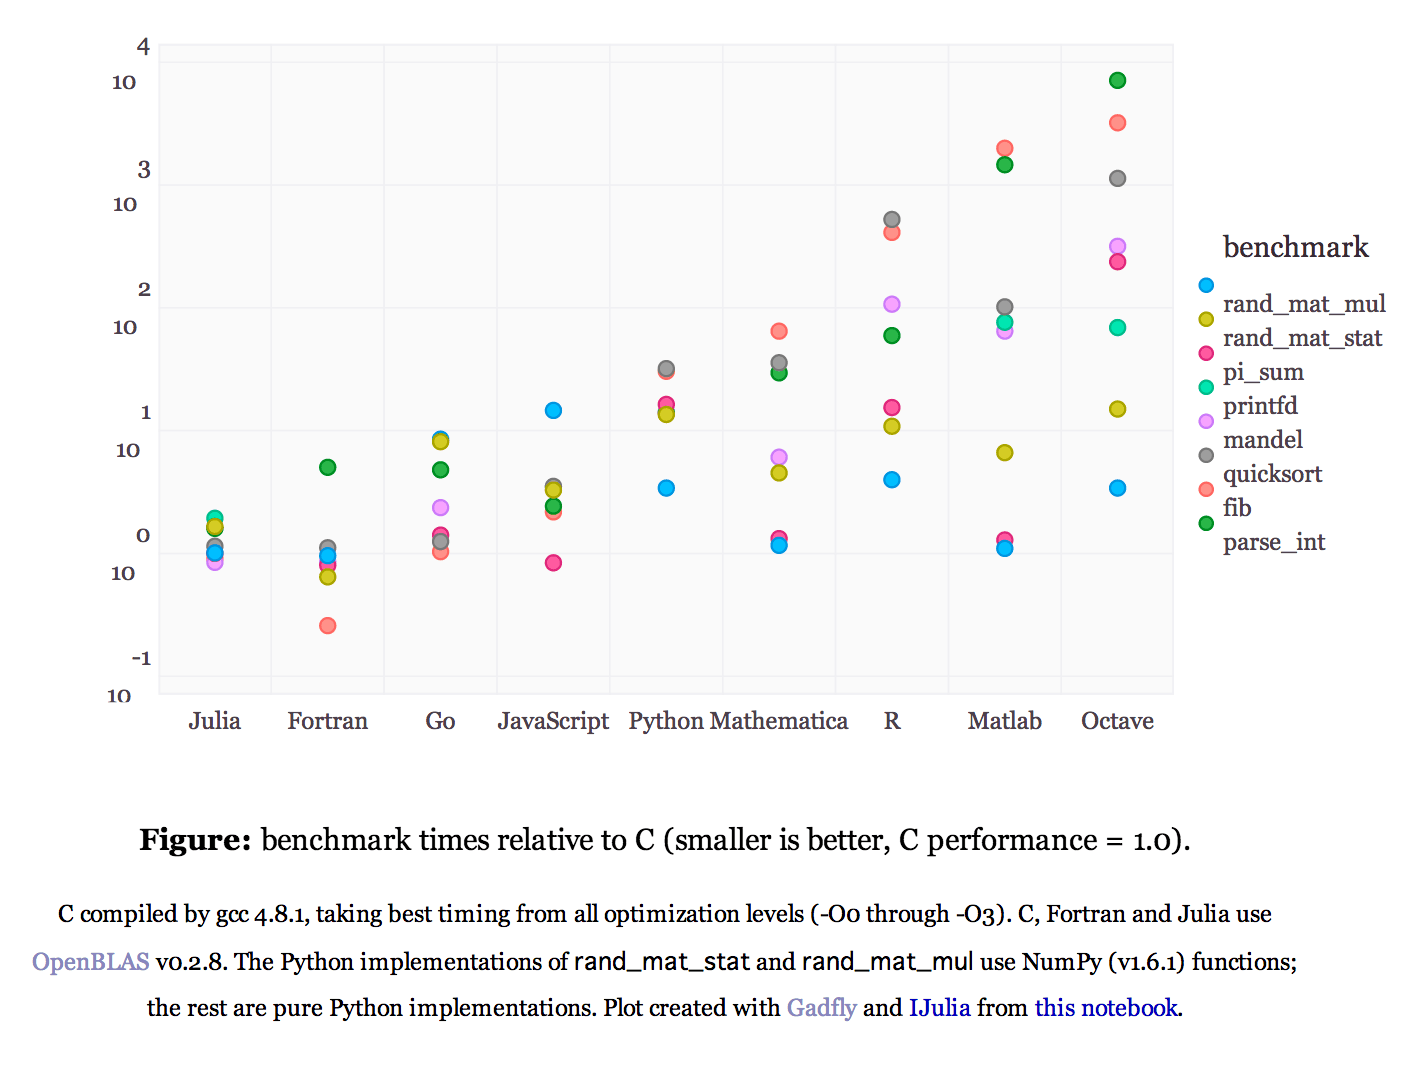 4
10
3
10
2
10
1
10
0
10
-1
10
Julia Fortran Go JavaScript Python Mathematica R Matlab Octave
benchmark
rand_mat_mul
rand_mat_stat
pi_sum
printfd
mandel
quicksort
fib
parse_int
Figure: benchmark times relative to C (smaller is better, C performance = 1.0).
C compiled by gcc 4.8.1, taking best timing from all optimization levels (-O0 through -O3). C, Fortran and Julia use
OpenBLAS v0.2.8. The Python implementations of rand_mat_stat and rand_mat_mul use NumPy (v1.6.1) functions;
the rest are pure Python implementations. Plot created with Gadfly and IJulia from this notebook.